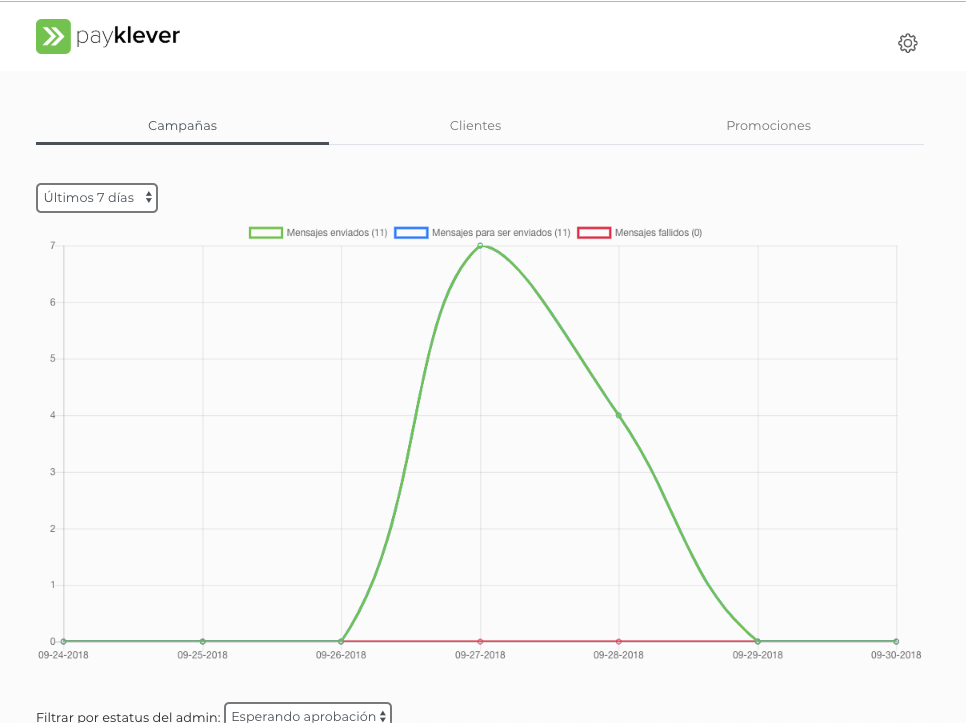 payklever
Campañas Clientes Promociones
Últimos 7 días
Mensajes enviados (11) Mensajes para ser enviados (11) Mensajes fallidos (0)
7
6
5
4
3
2
1
0
09-24-2018 09-25-2018 09-26-2018 09-27-2018 09-28-2018 09-29-2018 09-30-2018
Filtrar por estatus del admin: Esperando aprobación